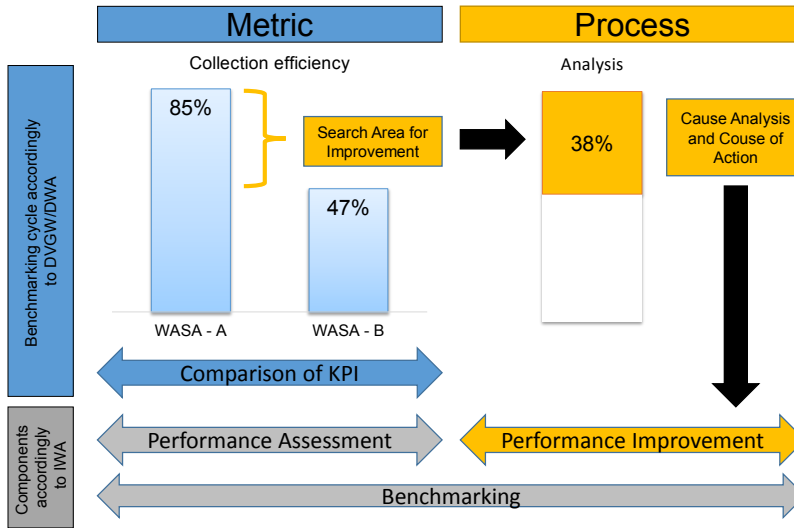 Metric
Process
Benchmarking cycle accordingly
to DVGW/DWA
Collection efficiency
Analysis
85%
Search Area for
Improvement
47%
38%
Cause Analysis
and Couse of
Action
WASA - A
WASA - B
Comparison of KPI
Components
accordingly
to IWA
Performance Assessment
Performance Improvement
Benchmarking